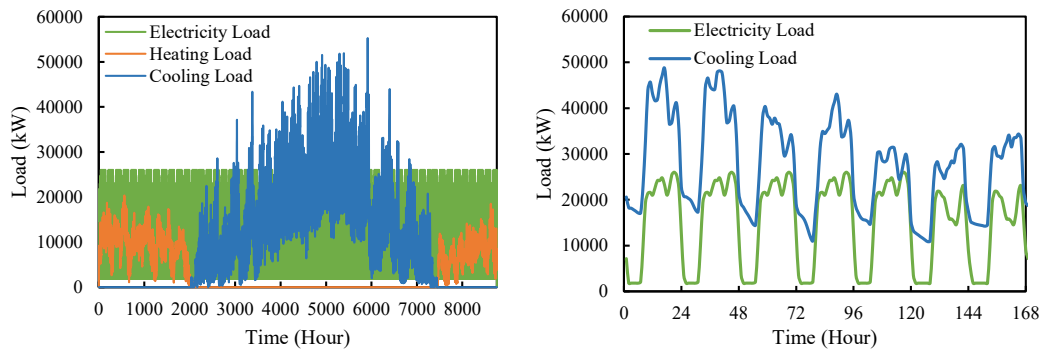 60000
50000
40000
30000
20000
10000
0
Load (kW)
Electricity Load
Heating Load
Cooling Load
0 1000 2000 3000 4000 5000 6000 7000 8000
Time (Hour)
60000
50000
40000
30000
20000
10000
0
Load (kW)
Electricity Load
Cooling Load
0 24 48 72 96 120 144 168
Time (Hour)